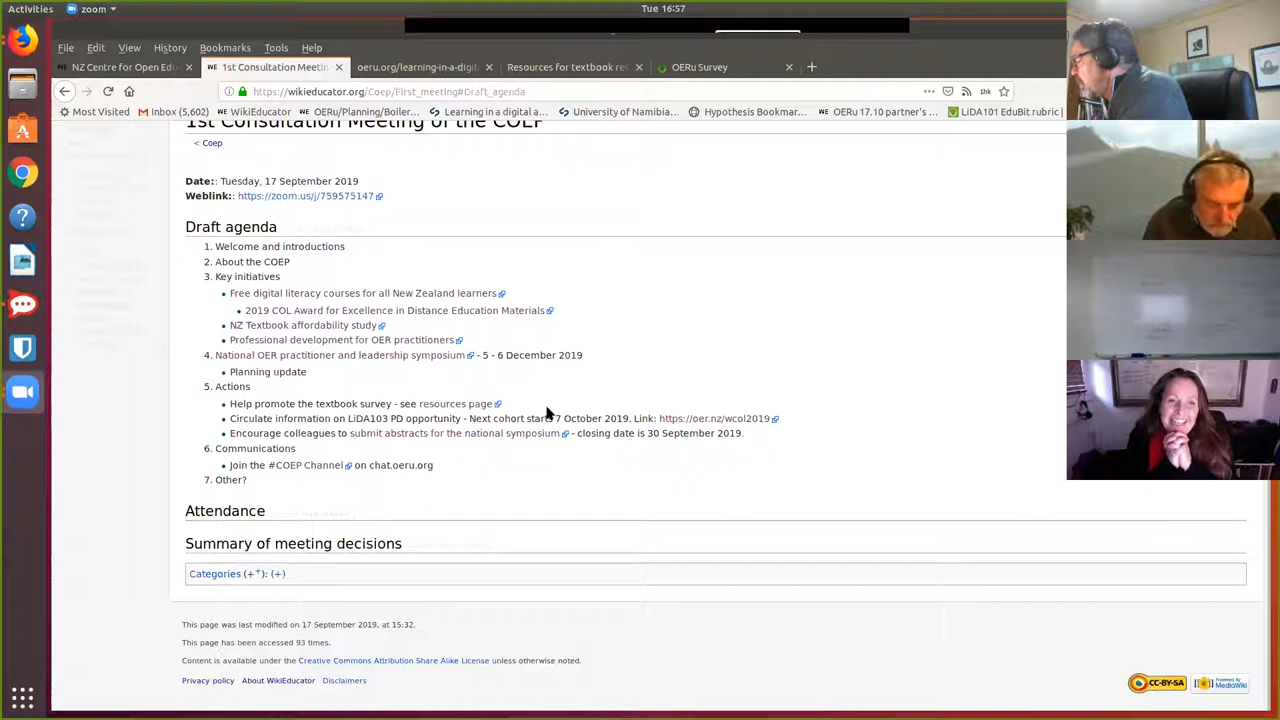 Activities zoom Tue 16:57
File Edit View History Bookmarks Tools Help
NZ Centre for Open Edu 1st Consultation Meetin oeru.org/learning-in-a-digit Resources for textbook res OERu Survey
https://wikieducator.org/Coep/First_meeting#Draft_agenda 1hk
Most Visited Inbox (5,602) WikiEducator OERu/Planning/Boiler... Learning in a digital a... University of Namibia... Hypothesis Bookmar... OERu 17.10 partner's ... LiDA101 EduBit rubric
1st Consultation Meeting of the COEP
< Coep
Date:: Tuesday, 17 September 2019
Weblink:: https://zoom.us/j/759575147
Draft agenda
1. Welcome and introductions
2. About the COEP
3. Key initiatives
Free digital literacy courses for all New Zealand learners
2019 COL Award for Excellence in Distance Education Materials
NZ Textbook affordability study
Professional development for OER practitioners
4. National OER practitioner and leadership symposium - 5 - 6 December 2019
Planning update
5. Actions
Help promote the textbook survey - see resources page
Circulate information on LiDA103 PD opportunity - Next cohort starts 7 October 2019. Link: https://oer.nz/wcol2019
Encourage colleagues to submit abstracts for the national symposium - closing date is 30 September 2019.
6. Communications
Join the #COEP Channel on chat.oeru.org
7. Other?
Attendance
Summary of meeting decisions
Categories (++): (+)
This page was last modified on 17 September 2019, at 15:32.
This page has been accessed 93 times.
Content is available under the Creative Commons Attribution Share Alike License unless otherwise noted.
Privacy policy About WikiEducator Disclaimers
CC-BY-SA Powered By MediaWiki